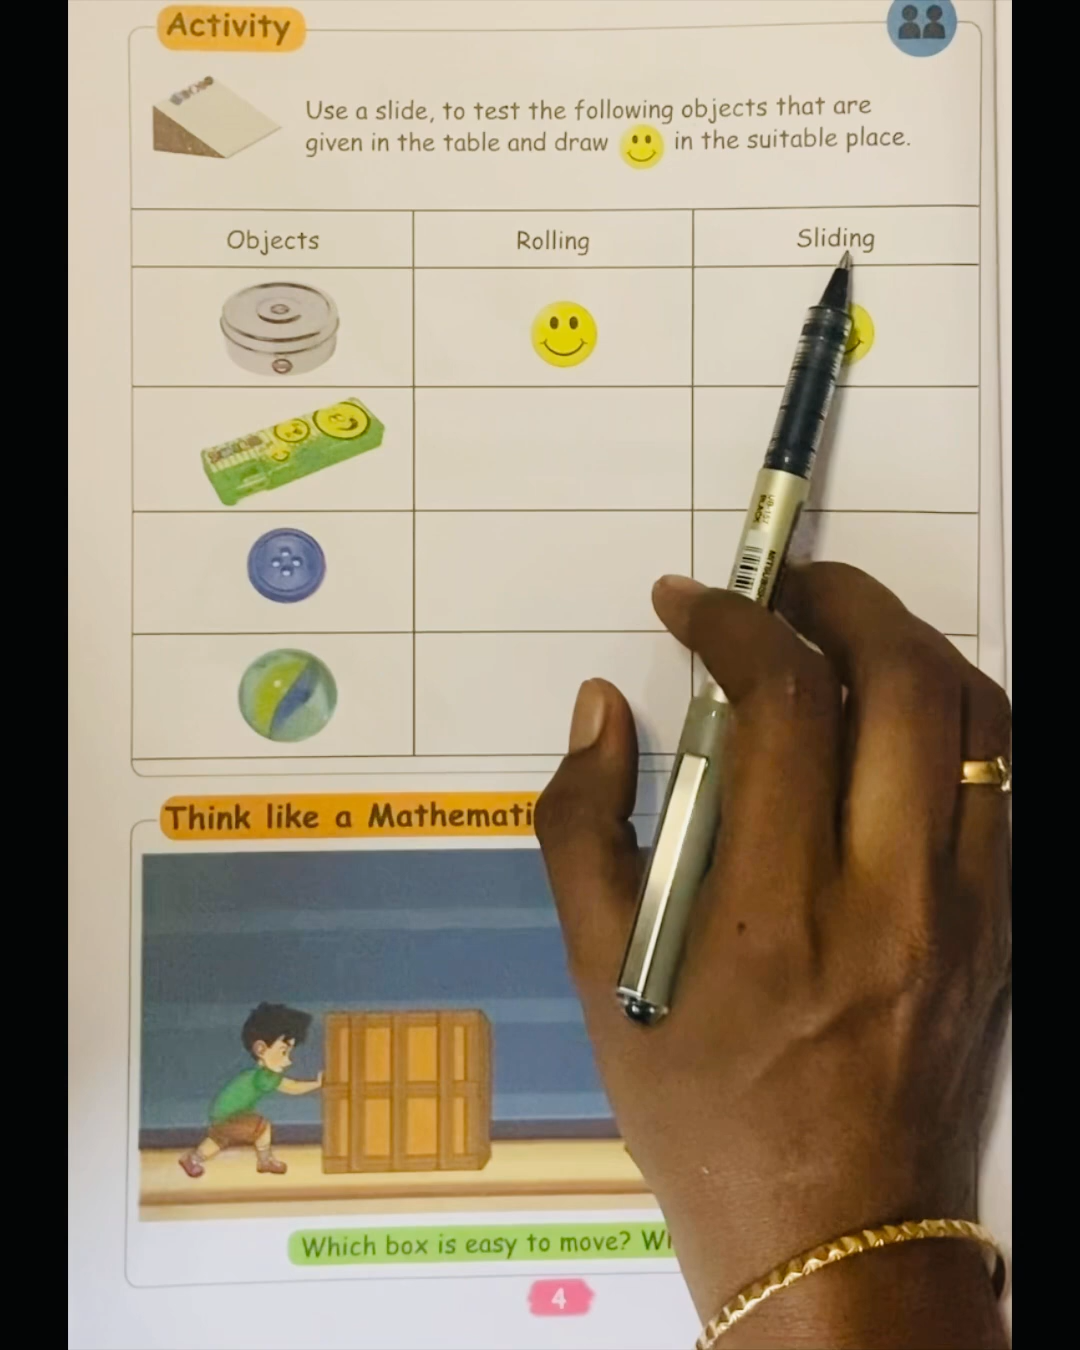 Activity
Use a slide, to test the following objects that are
given in the table and draw in the suitable place.
Objects Rolling Sliding
Think like a Mathemati
Which box is easy to move?
4